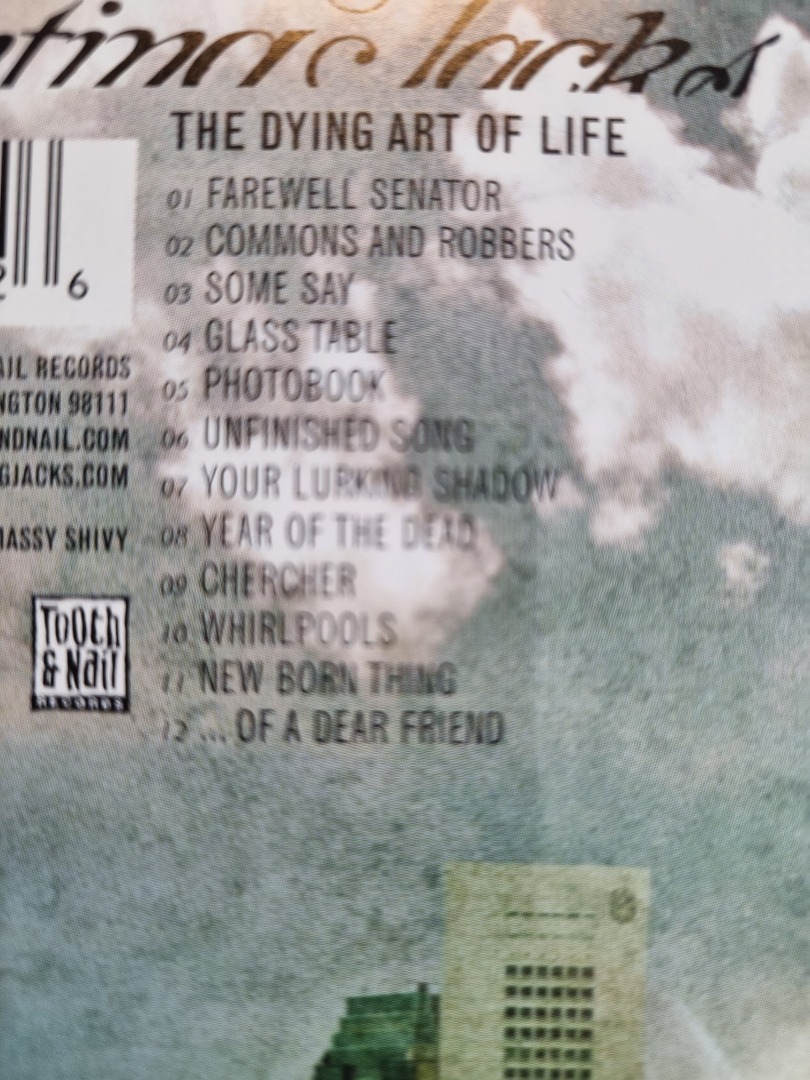 THE DYING ART OF LIFE
01 FAREWELL SENATOR
02 COMMONS AND ROBBERS
03 SOME SAY
04 GLASS TABLE
05 PHOTOBOOK
06 UNFINISHED SONG
07 YOUR LURKING SHADOW
08 YEAR OF THE DEAD
09 CHERCHER
10 WHIRLPOOLS
11 NEW BORN THING
12 ... OF A DEAR FRIEND
6
AIL RECORDS
NGTON 98111
NDNAIL.COM
GJACKS.COM
MASSY SHIVY
TOOth
& Nail
RECORDS